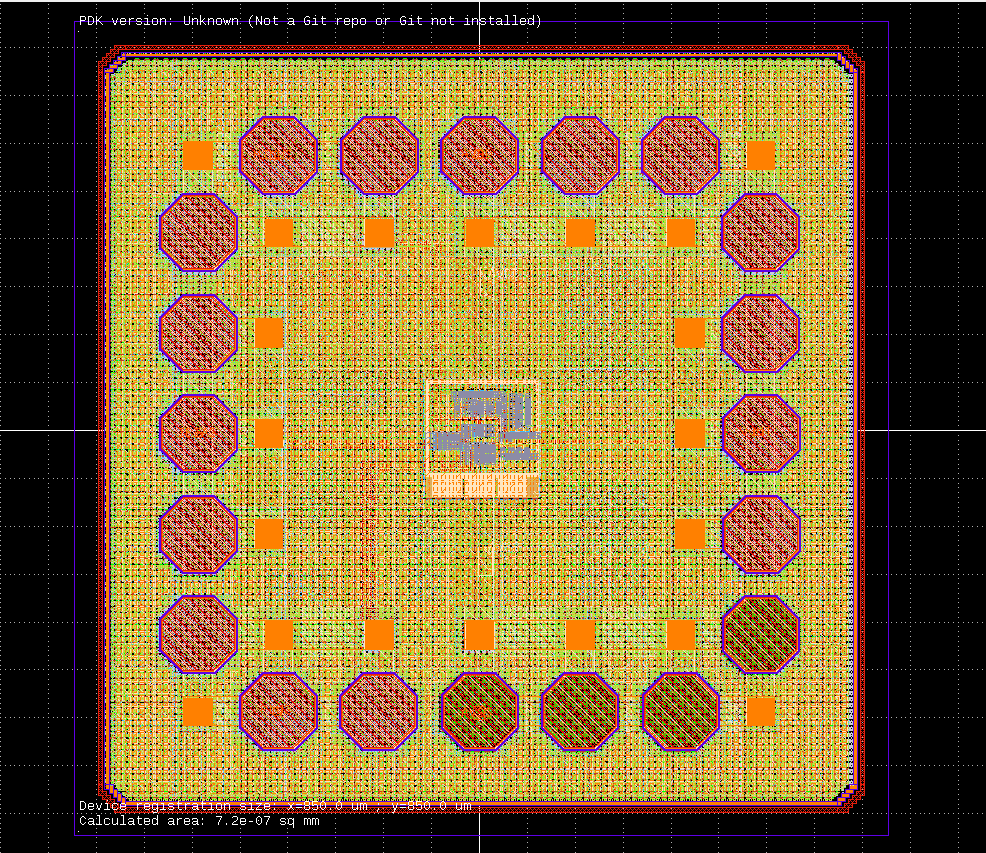 PDK version: Unknown (Not a Git repo or Git not installed)
Device registration size: x=850.0 um ; y=850.0 um
Calculated area: 7.2e-07 sq mm